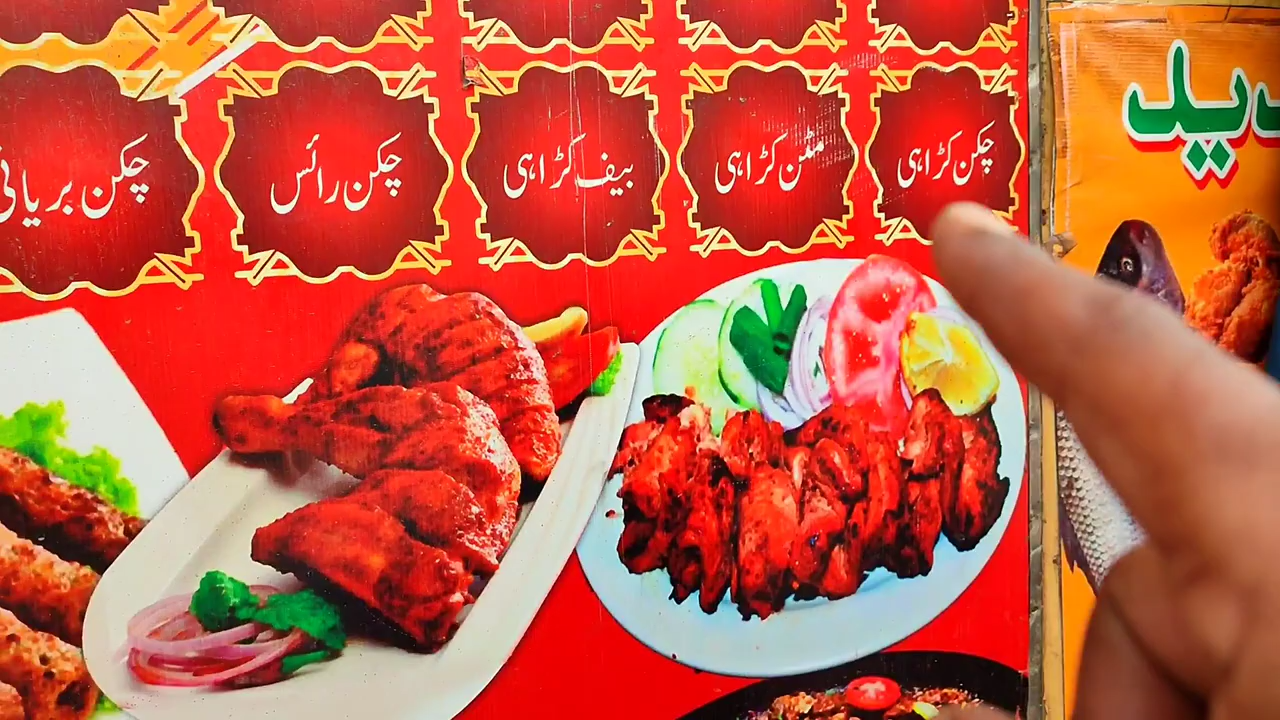 چکن کڑاہی
مٹن کڑاہی
بیف کڑاہی
چکن رائس
چکن بریانی